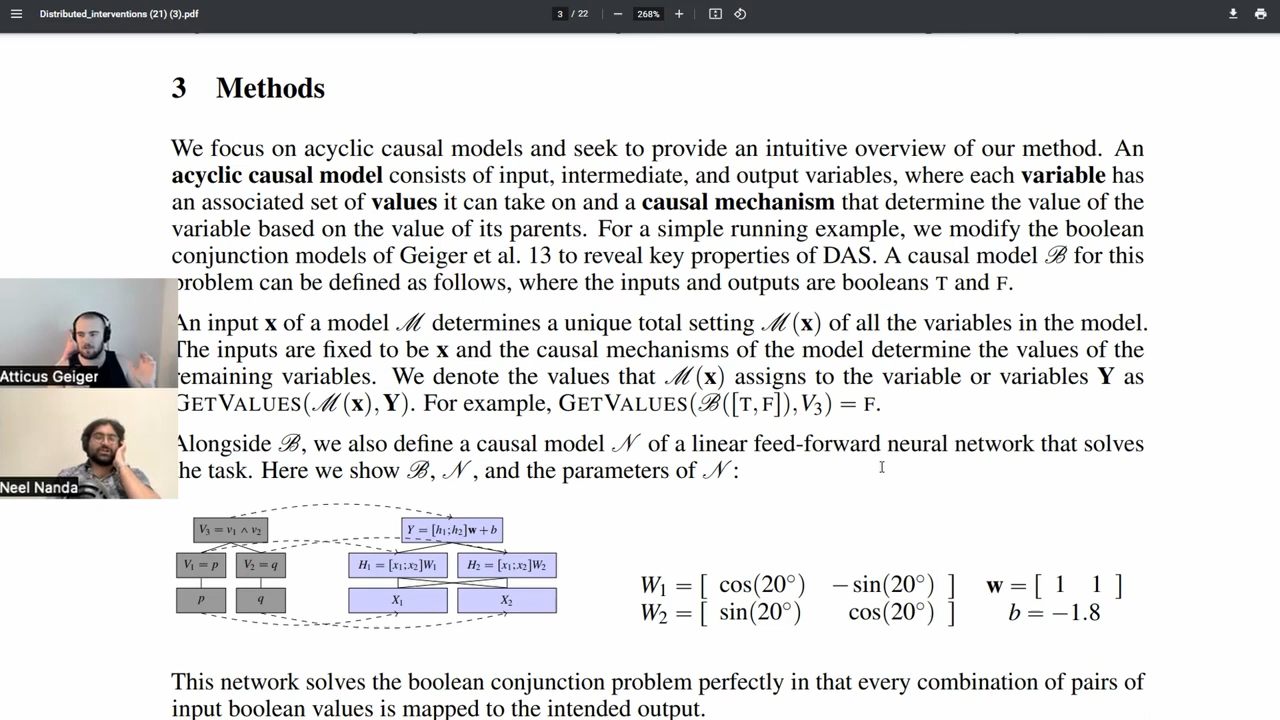 Distributed_interventions (21) (3).pdf
3 / 22
268%
3 Methods
We focus on acyclic causal models and seek to provide an intuitive overview of our method. An
acyclic causal model consists of input, intermediate, and output variables, where each variable has
an associated set of values it can take on and a causal mechanism that determine the value of the
variable based on the value of its parents. For a simple running example, we modify the boolean
conjunction models of Geiger et al. 13 to reveal key properties of DAS. A causal model ℬ for this
problem can be defined as follows, where the inputs and outputs are booleans T and F.
An input x of a model ℳ determines a unique total setting ℳ(x) of all the variables in the model.
The inputs are fixed to be x and the causal mechanisms of the model determine the values of the
remaining variables. We denote the values that ℳ(x) assigns to the variable or variables Y as
GETVALUES(ℳ(x),Y). For example, GETVALUES(ℬ([T,F]),V₃) = F.
Alongside ℬ, we also define a causal model 𝒩 of a linear feed-forward neural network that solves
the task. Here we show ℬ, 𝒩, and the parameters of 𝒩:
Atticus Geiger
Neel Nanda
V₃ = v₁ ∧ v₂
Y = [h₁;h₂]w + b
V₁ = p
V₂ = q
H₁ = [x₁;x₂]W₁
H₂ = [x₁;x₂]W₂
p
q
X₁
X₂
W₁ = [ cos(20°) −sin(20°) ] w = [ 1 1 ]
W₂ = [ sin(20°) cos(20°) ] b = −1.8
This network solves the boolean conjunction problem perfectly in that every combination of pairs of
input boolean values is mapped to the intended output.